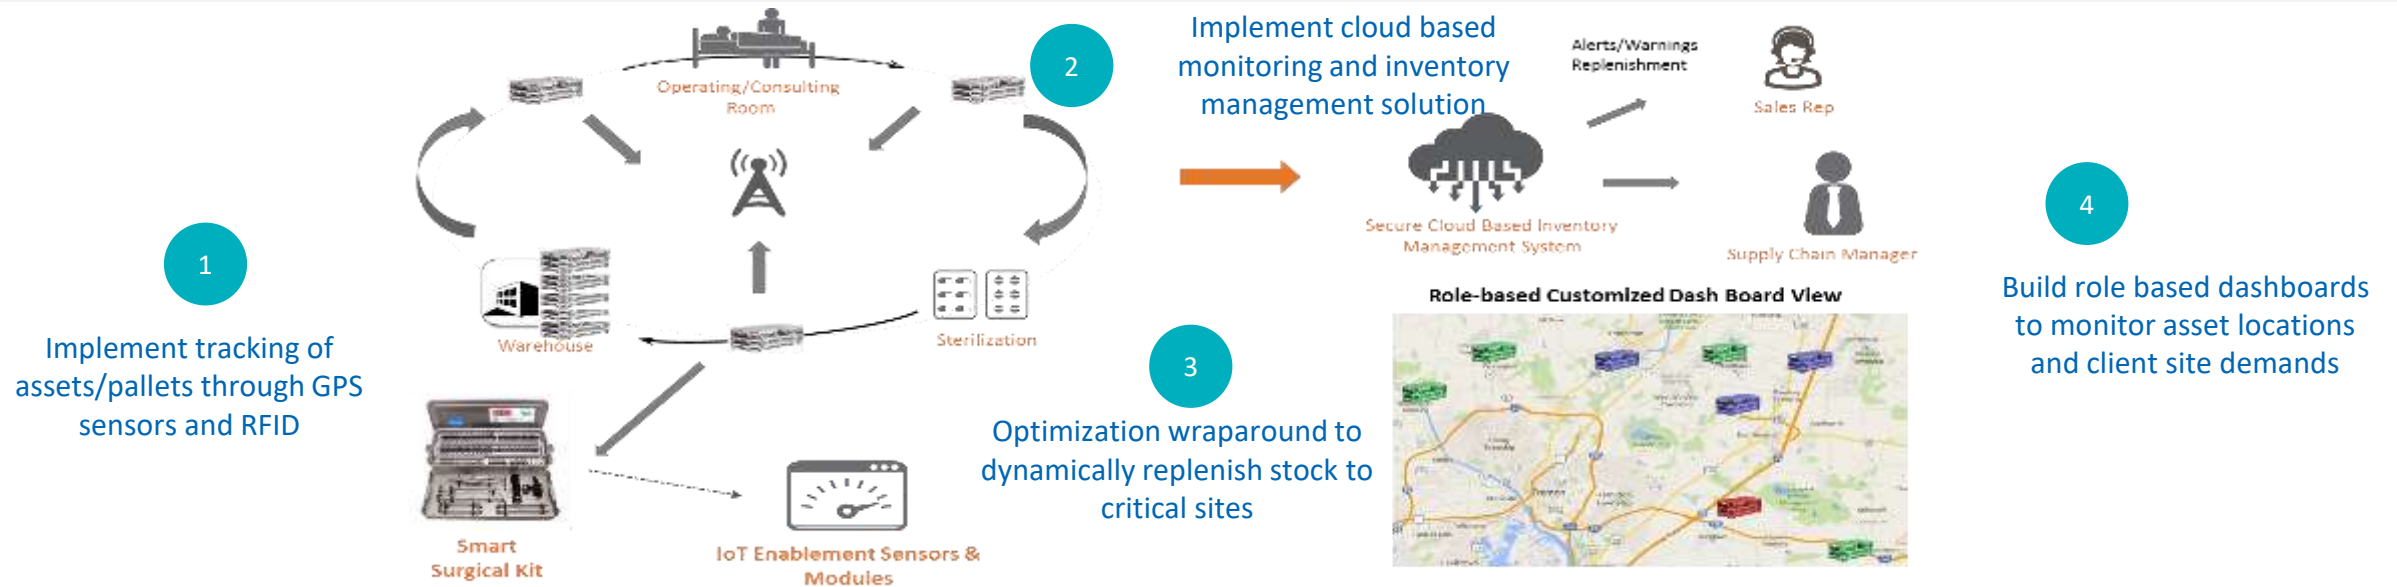 1
Implement tracking of
assets/pallets through GPS
sensors and RFID
Operating/Consulting
Room
Warehouse
Sterilization
Smart
Surgical Kit
IoT Enablement Sensors &
Modules
2
Implement cloud based
monitoring and inventory
management solution
Alerts/Warnings
Replenishment
Sales Rep
Secure Cloud Based Inventory
Management System
Supply Chain Manager
3
Optimization wraparound to
dynamically replenish stock to
critical sites
Role-based Customized Dash Board View
Trenton
4
Build role based dashboards
to monitor asset locations
and client site demands